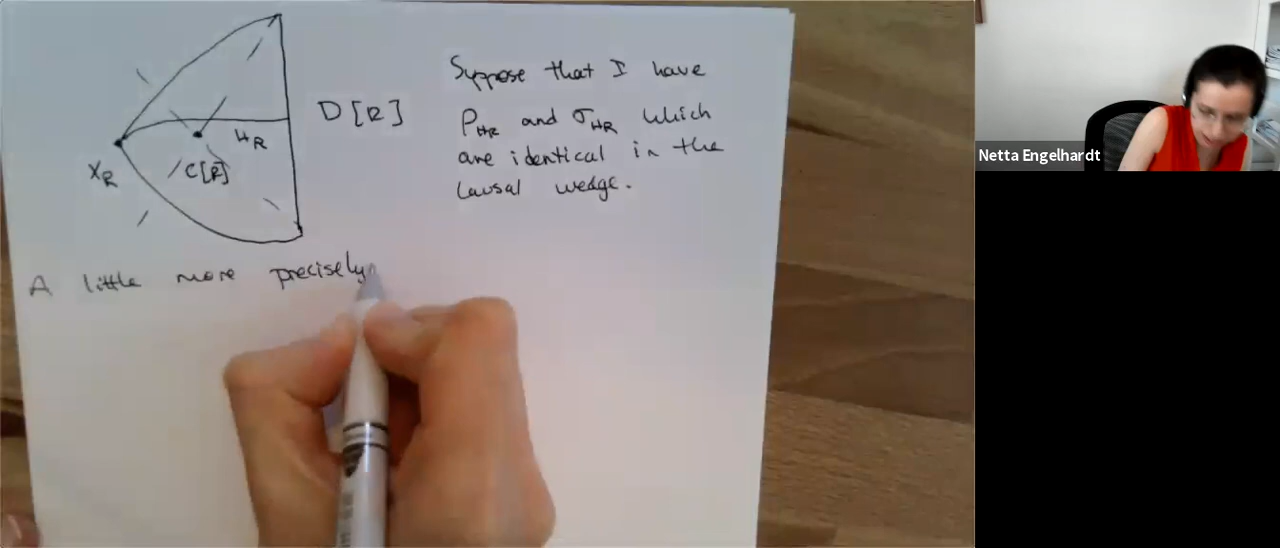 D[R]
H_R
X_R
C[R]
Suppose that I have
ρ_HR and σ_HR which
are identical in the
causal wedge.
A little more precisely
Netta Engelhardt